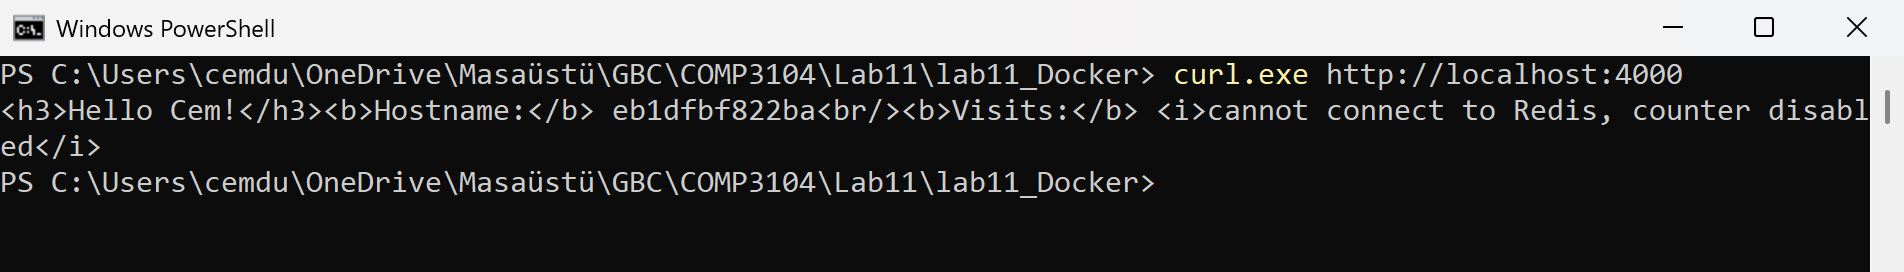 Windows PowerShell
PS C:\Users\cemdu\OneDrive\Masaüstü\GBC\COMP3104\Lab11\lab11_Docker> curl.exe http://localhost:4000
<h3>Hello Cem!</h3><b>Hostname:</b> eb1dfbf822ba<br/><b>Visits:</b> <i>cannot connect to Redis, counter disabl
ed</i>
PS C:\Users\cemdu\OneDrive\Masaüstü\GBC\COMP3104\Lab11\lab11_Docker>